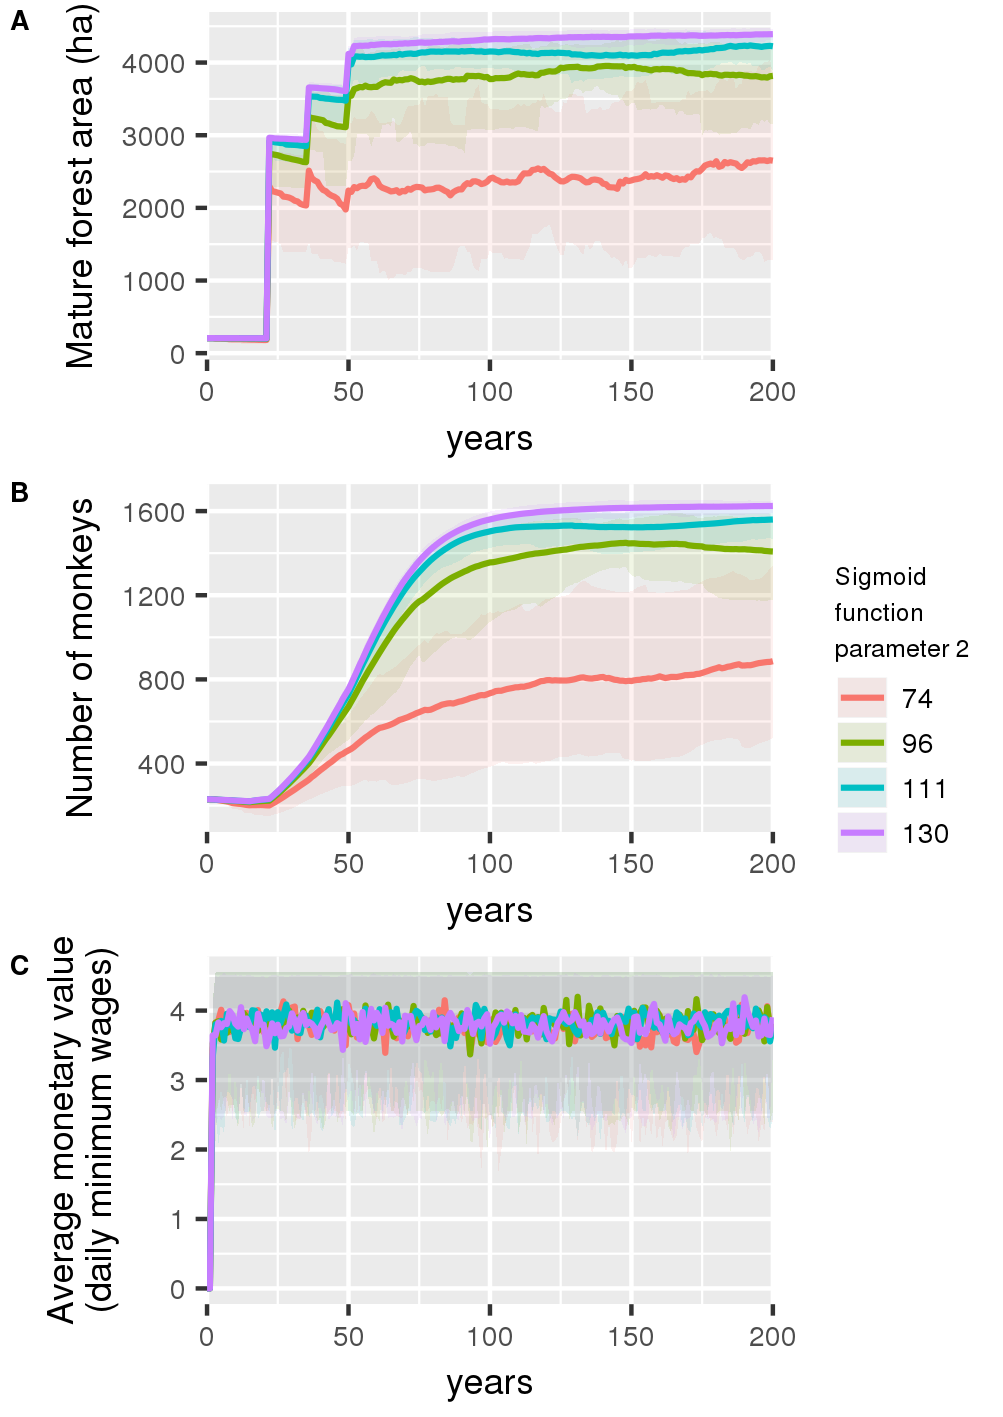 A
Mature forest area (ha)
4000
3000
2000
1000
0
0 50 100 150 200
years
B
Number of monkeys
1600
1200
800
400
0 50 100 150 200
years
Sigmoid
function
parameter 2
74
96
111
130
C
Average monetary value
(daily minimum wages)
4
3
2
1
0
0 50 100 150 200
years